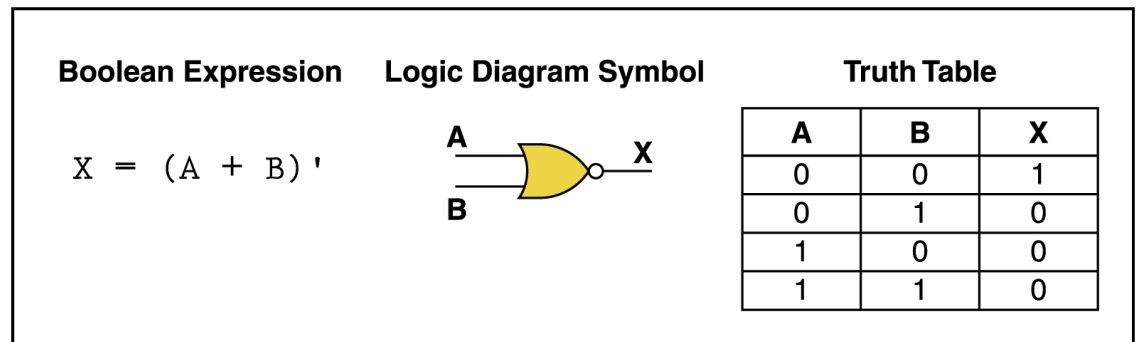 Boolean Expression Logic Diagram Symbol Truth Table
X = (A + B)'
A
X
B
A B X
0 0 1
0 1 0
1 0 0
1 1 0